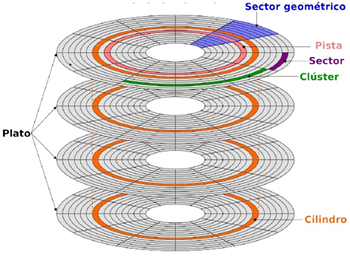 Sector geométrico
Pista
Sector
Clúster
Plato
Cilindro